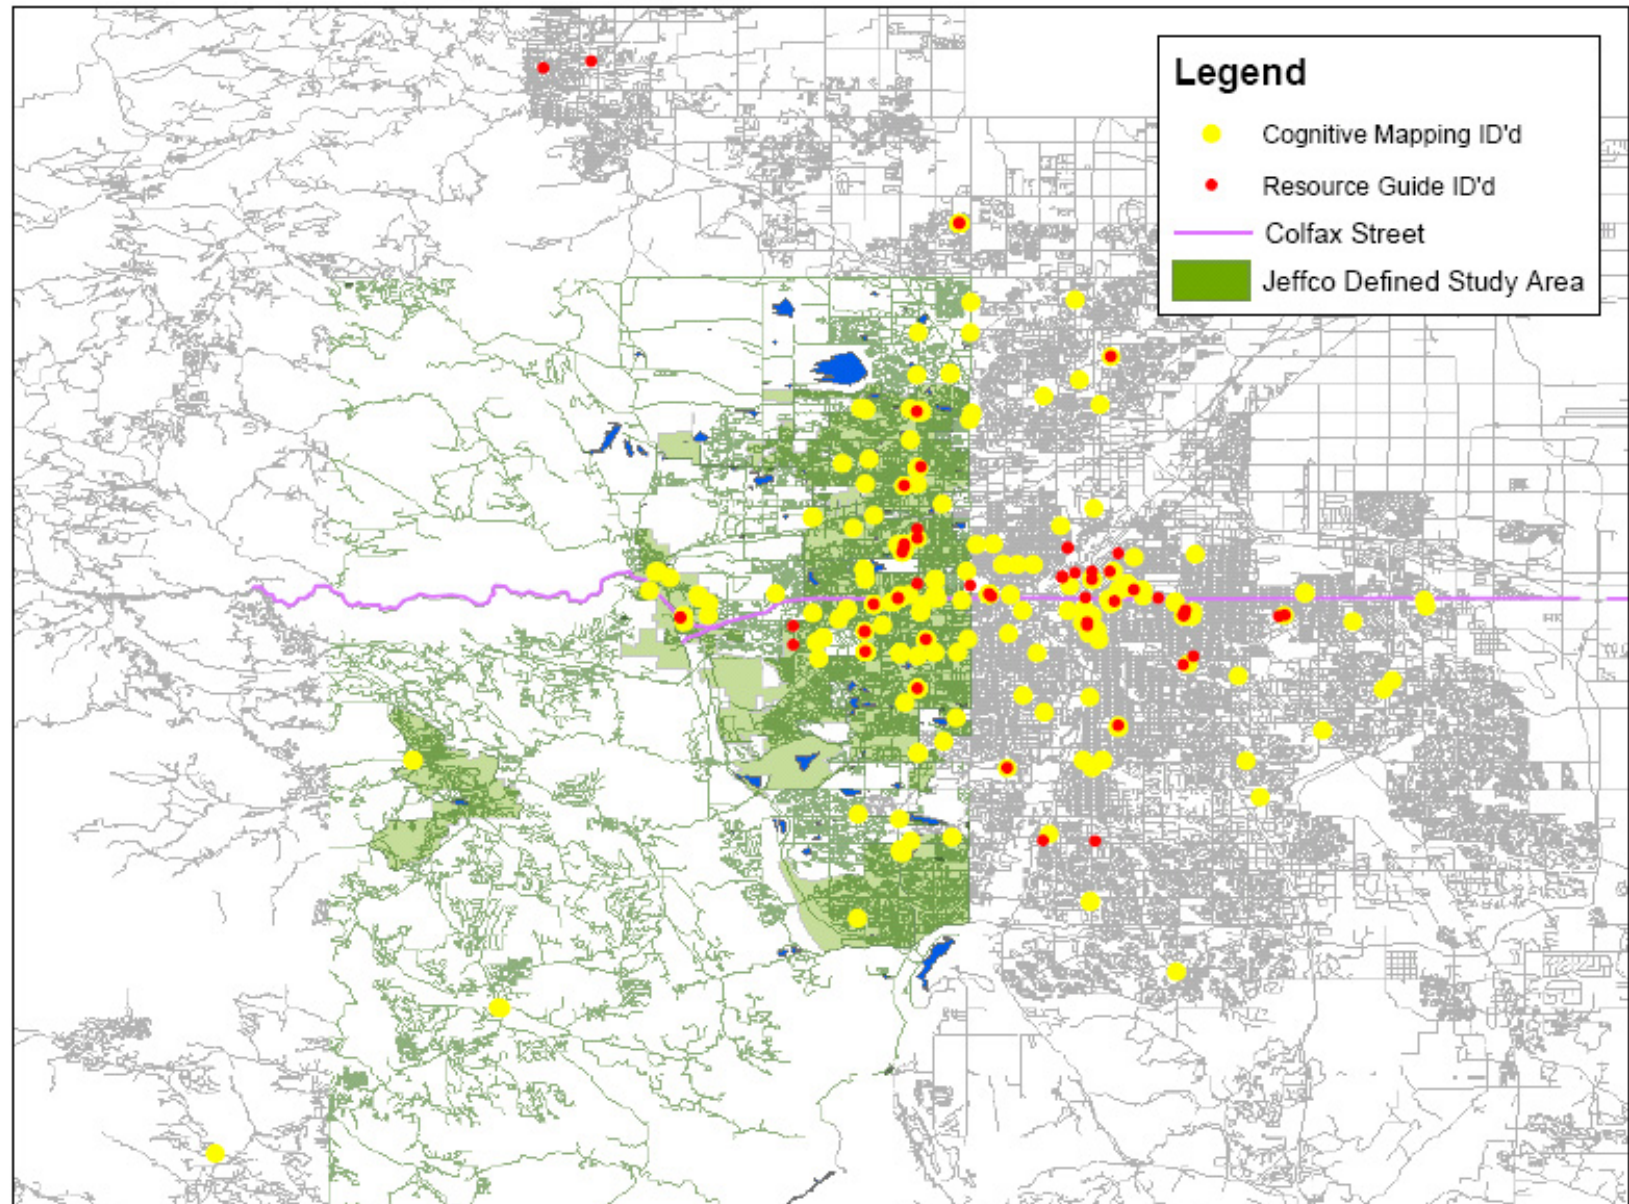 Legend
Cognitive Mapping ID'd
Resource Guide ID'd
Colfax Street
Jeffco Defined Study Area